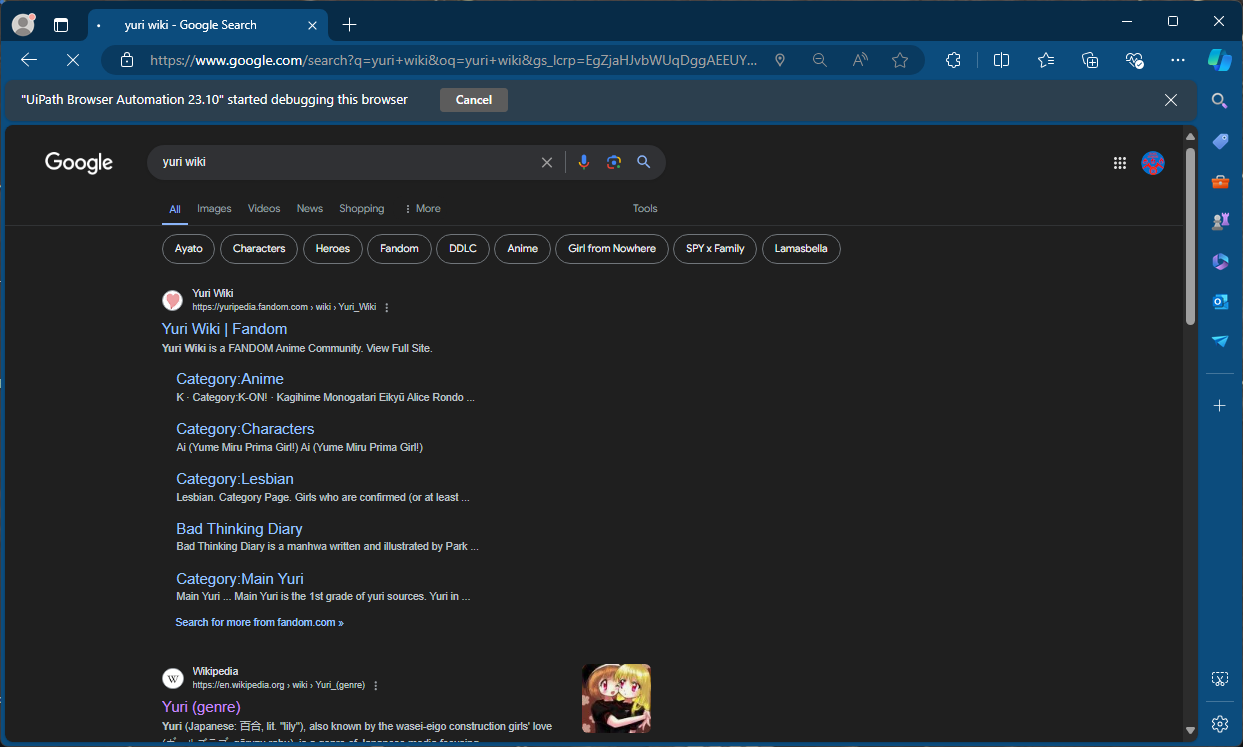 yuri wiki - Google Search
https://www.google.com/search?q=yuri+wiki&oq=yuri+wiki&gs_lcrp=EgZjaHJvbWUqDggAEEUY...
"UiPath Browser Automation 23.10" started debugging this browser
Cancel
Google
yuri wiki
All
Images
Videos
News
Shopping
More
Tools
Ayato
Characters
Heroes
Fandom
DDLC
Anime
Girl from Nowhere
SPY x Family
Lamasbella
Yuri Wiki
https://yuripedia.fandom.com › wiki › Yuri_Wiki
Yuri Wiki | Fandom
Yuri Wiki is a FANDOM Anime Community. View Full Site.
Category:Anime
K · Category:K-ON! · Kagihime Monogatari Eikyū Alice Rondo ...
Category:Characters
Ai (Yume Miru Prima Girl!) Ai (Yume Miru Prima Girl!)
Category:Lesbian
Lesbian. Category Page. Girls who are confirmed (or at least ...
Bad Thinking Diary
Bad Thinking Diary is a manhwa written and illustrated by Park ...
Category:Main Yuri
Main Yuri ... Main Yuri is the 1st grade of yuri sources. Yuri in ...
Search for more from fandom.com »
W
Wikipedia
https://en.wikipedia.org › wiki › Yuri_(genre)
Yuri (genre)
Yuri (Japanese: 百合, lit. "lily"), also known by the wasei-eigo construction girls' love